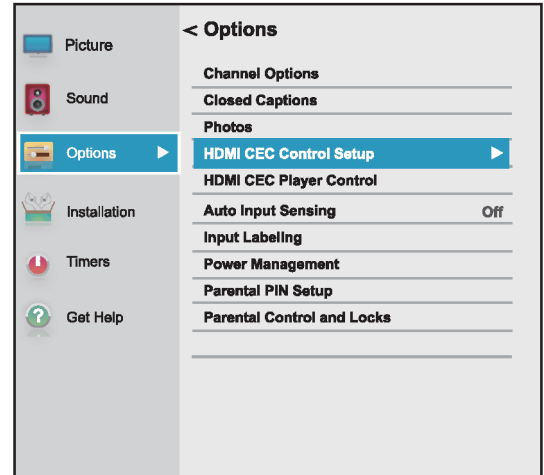 Picture
Sound
Options
Installation
Timers
Get Help
< Options
Channel Options
Closed Captions
Photos
HDMI CEC Control Setup
HDMI CEC Player Control
Auto Input Sensing Off
Input Labeling
Power Management
Parental PIN Setup
Parental Control and Locks